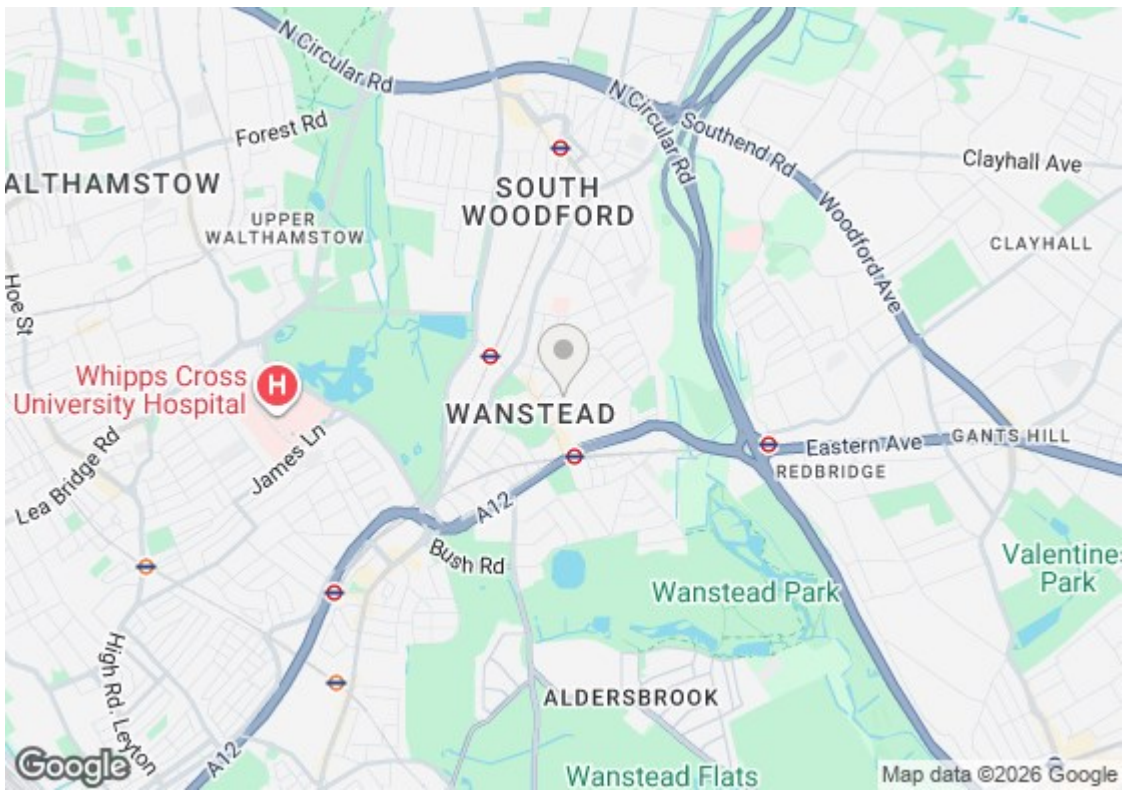 N Circular Rd
N Circular Rd
Forest Rd
Southend Rd
Clayhall Ave
ALTHAMSTOW
SOUTH
WOODFORD
UPPER
WALTHAMSTOW
Woodford Ave
CLAYHALL
Hoe St
Whipps Cross
University Hospital
H
WANSTEAD
James Ln
Lea Bridge Rd
Eastern Ave
GANTS HILL
REDBRIDGE
A12
Bush Rd
Wanstead Park
Valentines
Park
High Rd. Leyton
ALDERSBROOK
A12
Wanstead Flats
Google
Map data ©2026 Google